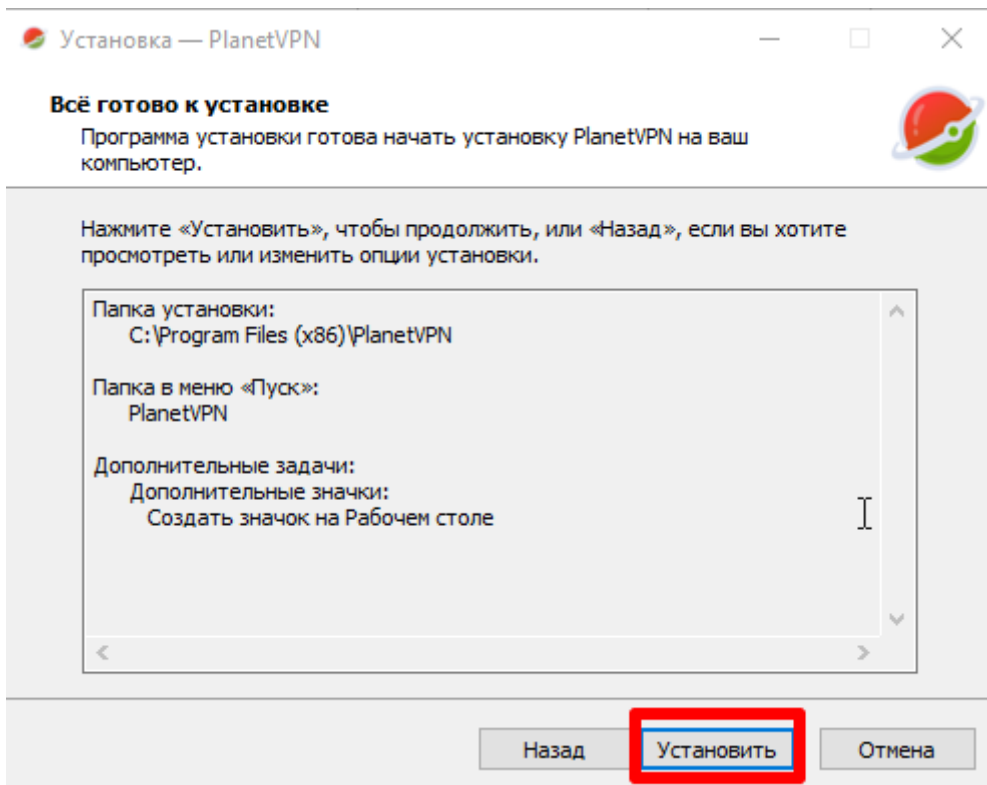 Установка — PlanetVPN
Всё готово к установке
Программа установки готова начать установку PlanetVPN на ваш
компьютер.
Нажмите «Установить», чтобы продолжить, или «Назад», если вы хотите
просмотреть или изменить опции установки.
Папка установки:
C:\Program Files (x86)\PlanetVPN
Папка в меню «Пуск»:
PlanetVPN
Дополнительные задачи:
Дополнительные значки:
Создать значок на Рабочем столе
Назад Установить Отмена